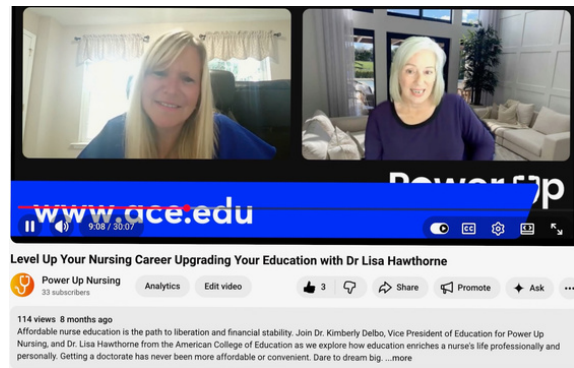 Power Up
www.ace.edu
9:08 / 30:07
CC
Level Up Your Nursing Career Upgrading Your Education with Dr Lisa Hawthorne
Power Up Nursing
33 subscribers
Analytics
Edit video
3
Share
Promote
Ask
...
114 views 8 months ago
Affordable nurse education is the path to liberation and financial stability. Join Dr. Kimberly Delbo, Vice President of Education for Power Up
Nursing, and Dr. Lisa Hawthorne from the American College of Education as we explore how education enriches a nurse's life professionally and
personally. Getting a doctorate has never been more affordable or convenient. Dare to dream big. ...more